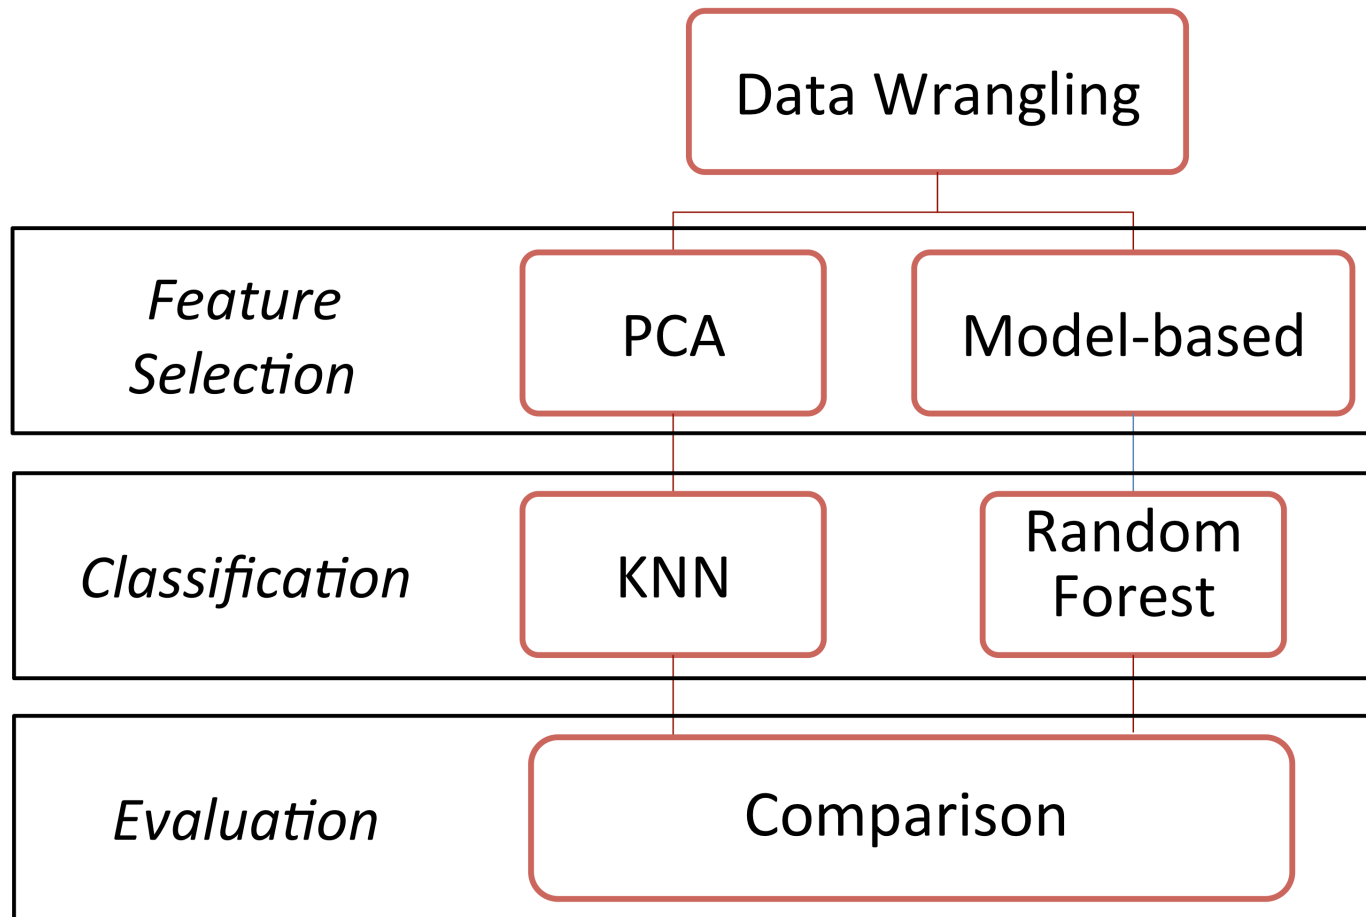 Data Wrangling
Feature
Selection
PCA
Model-based
Classification
KNN
Random
Forest
Evaluation
Comparison